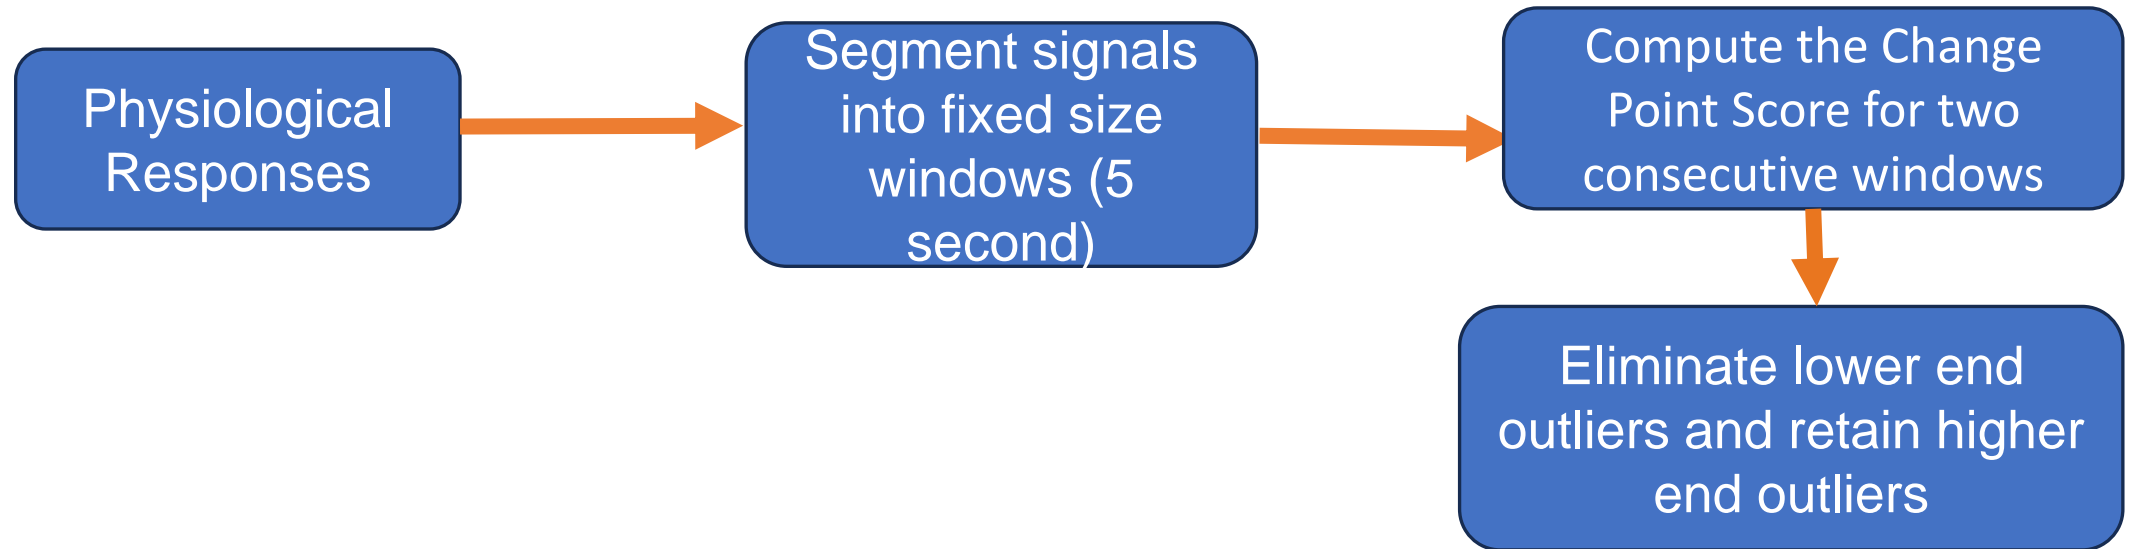 Physiological
Responses
Segment signals
into fixed size
windows (5
second)
Compute the Change
Point Score for two
consecutive windows
Eliminate lower end
outliers and retain higher
end outliers